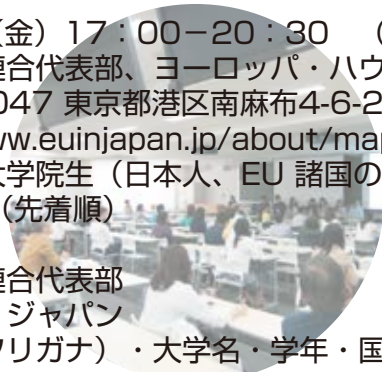 （金）17：00－20：30 （
連合代表部、ヨーロッパ・ハウ
047 東京都港区南麻布4-6-2
ww.euinjapan.jp/about/ma
大学院生（日本人、EU 諸国の
（先着順）
連合代表部
・ジャパン
フリガナ）・大学名・学年・国